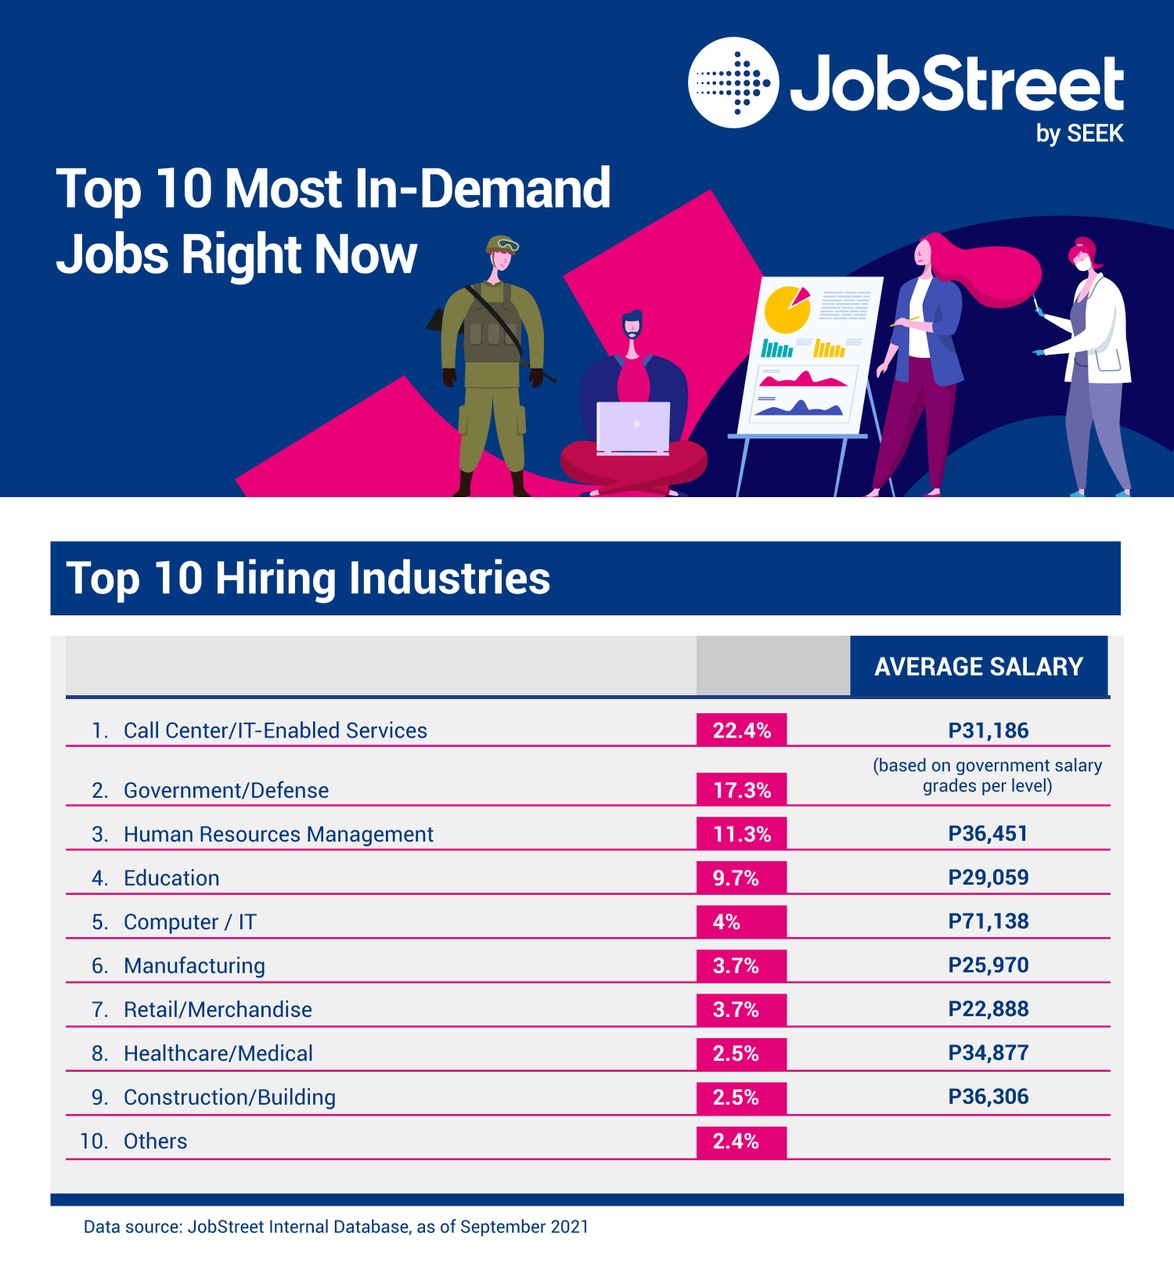 JobStreet
by SEEK
Top 10 Most In-Demand
Jobs Right Now
Top 10 Hiring Industries
AVERAGE SALARY
1. Call Center/IT-Enabled Services 22.4% P31,186
2. Government/Defense 17.3% (based on government salary
grades per level)
3. Human Resources Management 11.3% P36,451
4. Education 9.7% P29,059
5. Computer / IT 4% P71,138
6. Manufacturing 3.7% P25,970
7. Retail/Merchandise 3.7% P22,888
8. Healthcare/Medical 2.5% P34,877
9. Construction/Building 2.5% P36,306
10. Others 2.4%
Data source: JobStreet Internal Database, as of September 2021